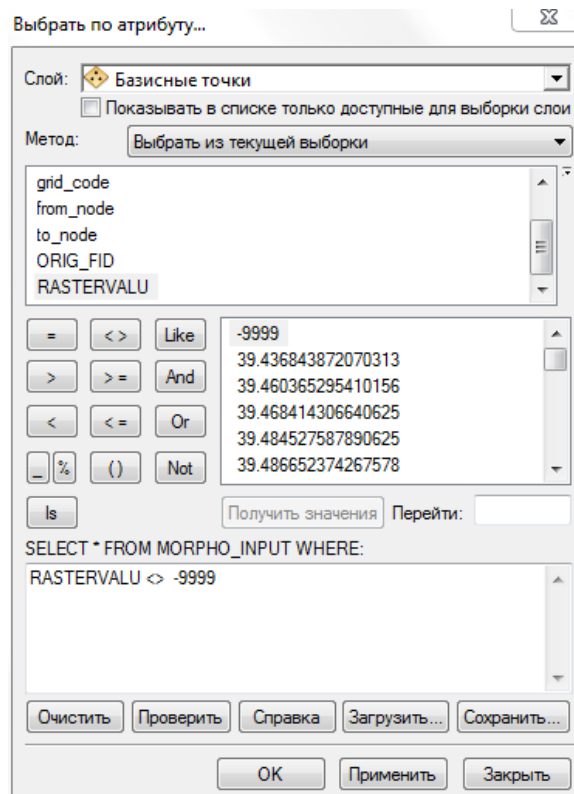 Выбрать по атрибуту...
Слой: Базисные точки
Показывать в списке только доступные для выборки слои
Метод: Выбрать из текущей выборки
grid_code
from_node
to_node
ORIG_FID
RASTERVALU
= < > Like
> > = And
< < = Or
_ % () Not
Is
-9999
39.436843872070313
39.460365295410156
39.468414306640625
39.484527587890625
39.486652374267578
Получить значения Перейти:
SELECT * FROM MORPHO_INPUT WHERE:
RASTERVALU <> -9999
Очистить Проверить Справка Загрузить... Сохранить...
OK Применить Закрыть